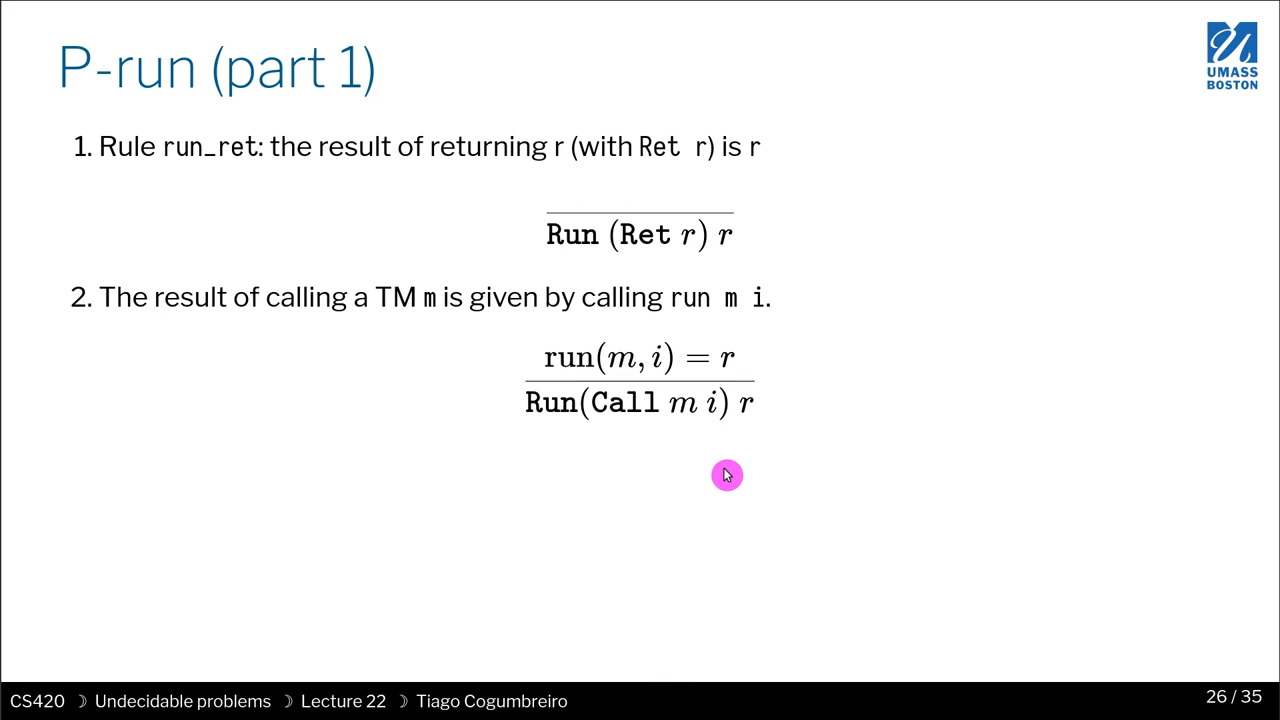 P-run (part 1)
UMASS
BOSTON
1. Rule run_ret: the result of returning r (with Ret r) is r
Run (Ret r) r
2. The result of calling a TM m is given by calling run m i.
run(m, i) = r
Run(Call m i) r
CS420 ☽ Undecidable problems ☽ Lecture 22 ☽ Tiago Cogumbreiro
26 / 35